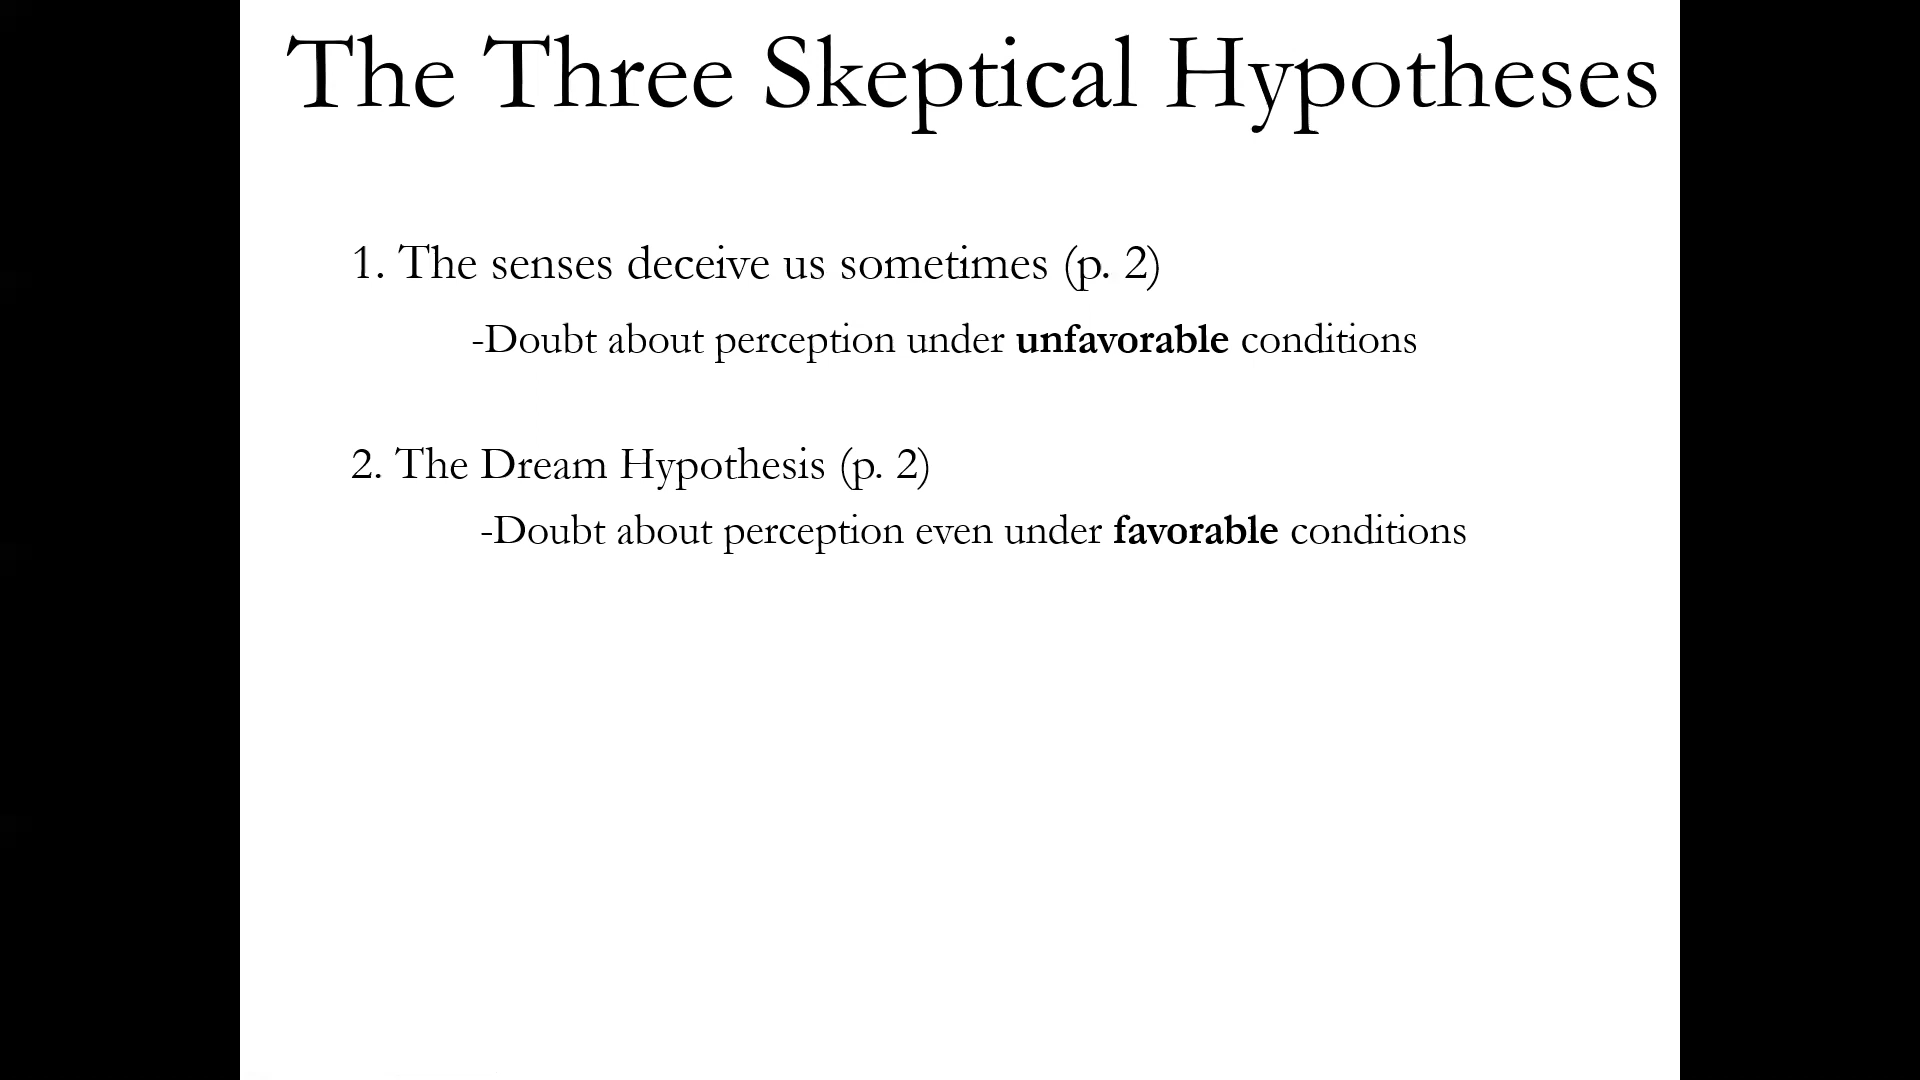 The Three Skeptical Hypotheses
1. The senses deceive us sometimes (p. 2)
-Doubt about perception under unfavorable conditions
2. The Dream Hypothesis (p. 2)
-Doubt about perception even under favorable conditions